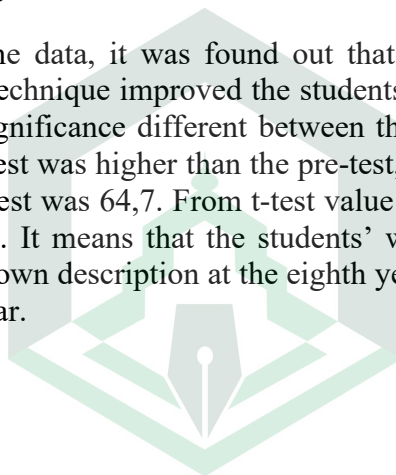 ne data, it was found out that
echnique improved the students
gnificance different between th
est was higher than the pre-test,
est was 64,7. From t-test value
. It means that the students' w
own description at the eighth ye
ar.